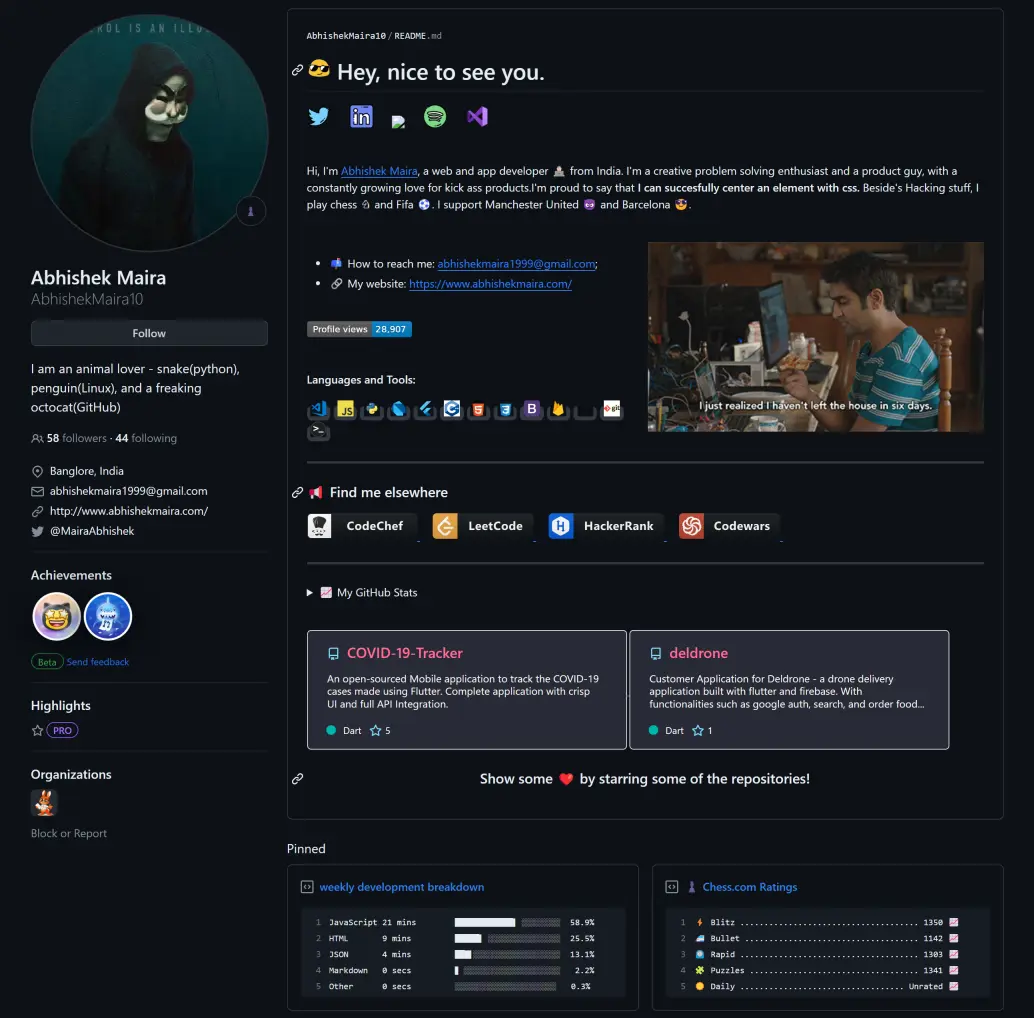 ROL IS AN ILLU
Abhishek Maira
AbhishekMaira10
Follow
I am an animal lover - snake(python),
penguin(Linux), and a freaking
octocat(GitHub)
58 followers · 44 following
Banglore, India
abhishekmaira1999@gmail.com
http://www.abhishekmaira.com/
@MairaAbhishek
Achievements
Beta Send feedback
Highlights
PRO
Organizations
Block or Report
AbhishekMaira10/README.md
Hey, nice to see you.
in
Hi, I'm Abhishek Maira, a web and app developer from India. I'm a creative problem solving enthusiast and a product guy, with a
constantly growing love for kick ass products.I'm proud to say that I can succesfully center an element with css. Beside's Hacking stuff, I
play chess ♘ and Fifa ⚽. I support Manchester United and Barcelona.
How to reach me: abhishekmaira1999@gmail.com;
My website: https://www.abhishekmaira.com/
Profile views 28,907
I just realized I haven't left the house in six days.
Languages and Tools:
JS
B
git
>_
Find me elsewhere
CodeChef LeetCode HackerRank Codewars
My GitHub Stats
COVID-19-Tracker
An open-sourced Mobile application to track the COVID-19
cases made using Flutter. Complete application with crisp
UI and full API Integration.
Dart 5
deldrone
Customer Application for Deldrone - a drone delivery
application built with flutter and firebase. With
functionalities such as google auth, search, and order food...
Dart 1
Show some ❤️ by starring some of the repositories!
Pinned
weekly development breakdown
1 JavaScript 21 mins 58.9%
2 HTML 9 mins 25.5%
3 JSON 4 mins 13.1%
4 Markdown 0 secs 2.2%
5 Other 0 secs 0.3%
Chess.com Ratings
1 Blitz .................................. 1350
2 Bullet ................................. 1142
3 Rapid .................................. 1303
4 Puzzles ................................ 1341
5 Daily ............................... Unrated